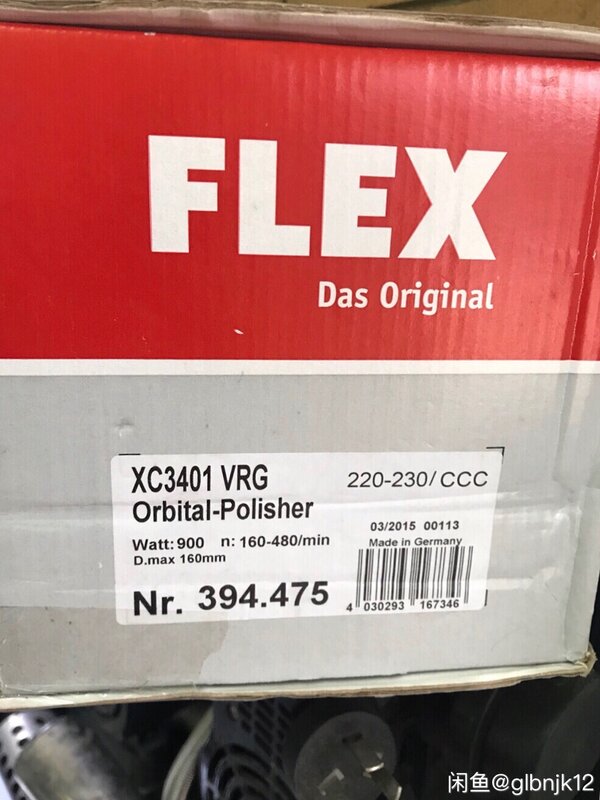 FLEX
Das Original
XC3401 VRG 220-230/CCC
Orbital-Polisher
03/2015 00113
Watt: 900 n: 160-480/min
Made in Germany
D.max 160mm
Nr. 394.475
4 030293 167346
闲鱼@glbnjk12